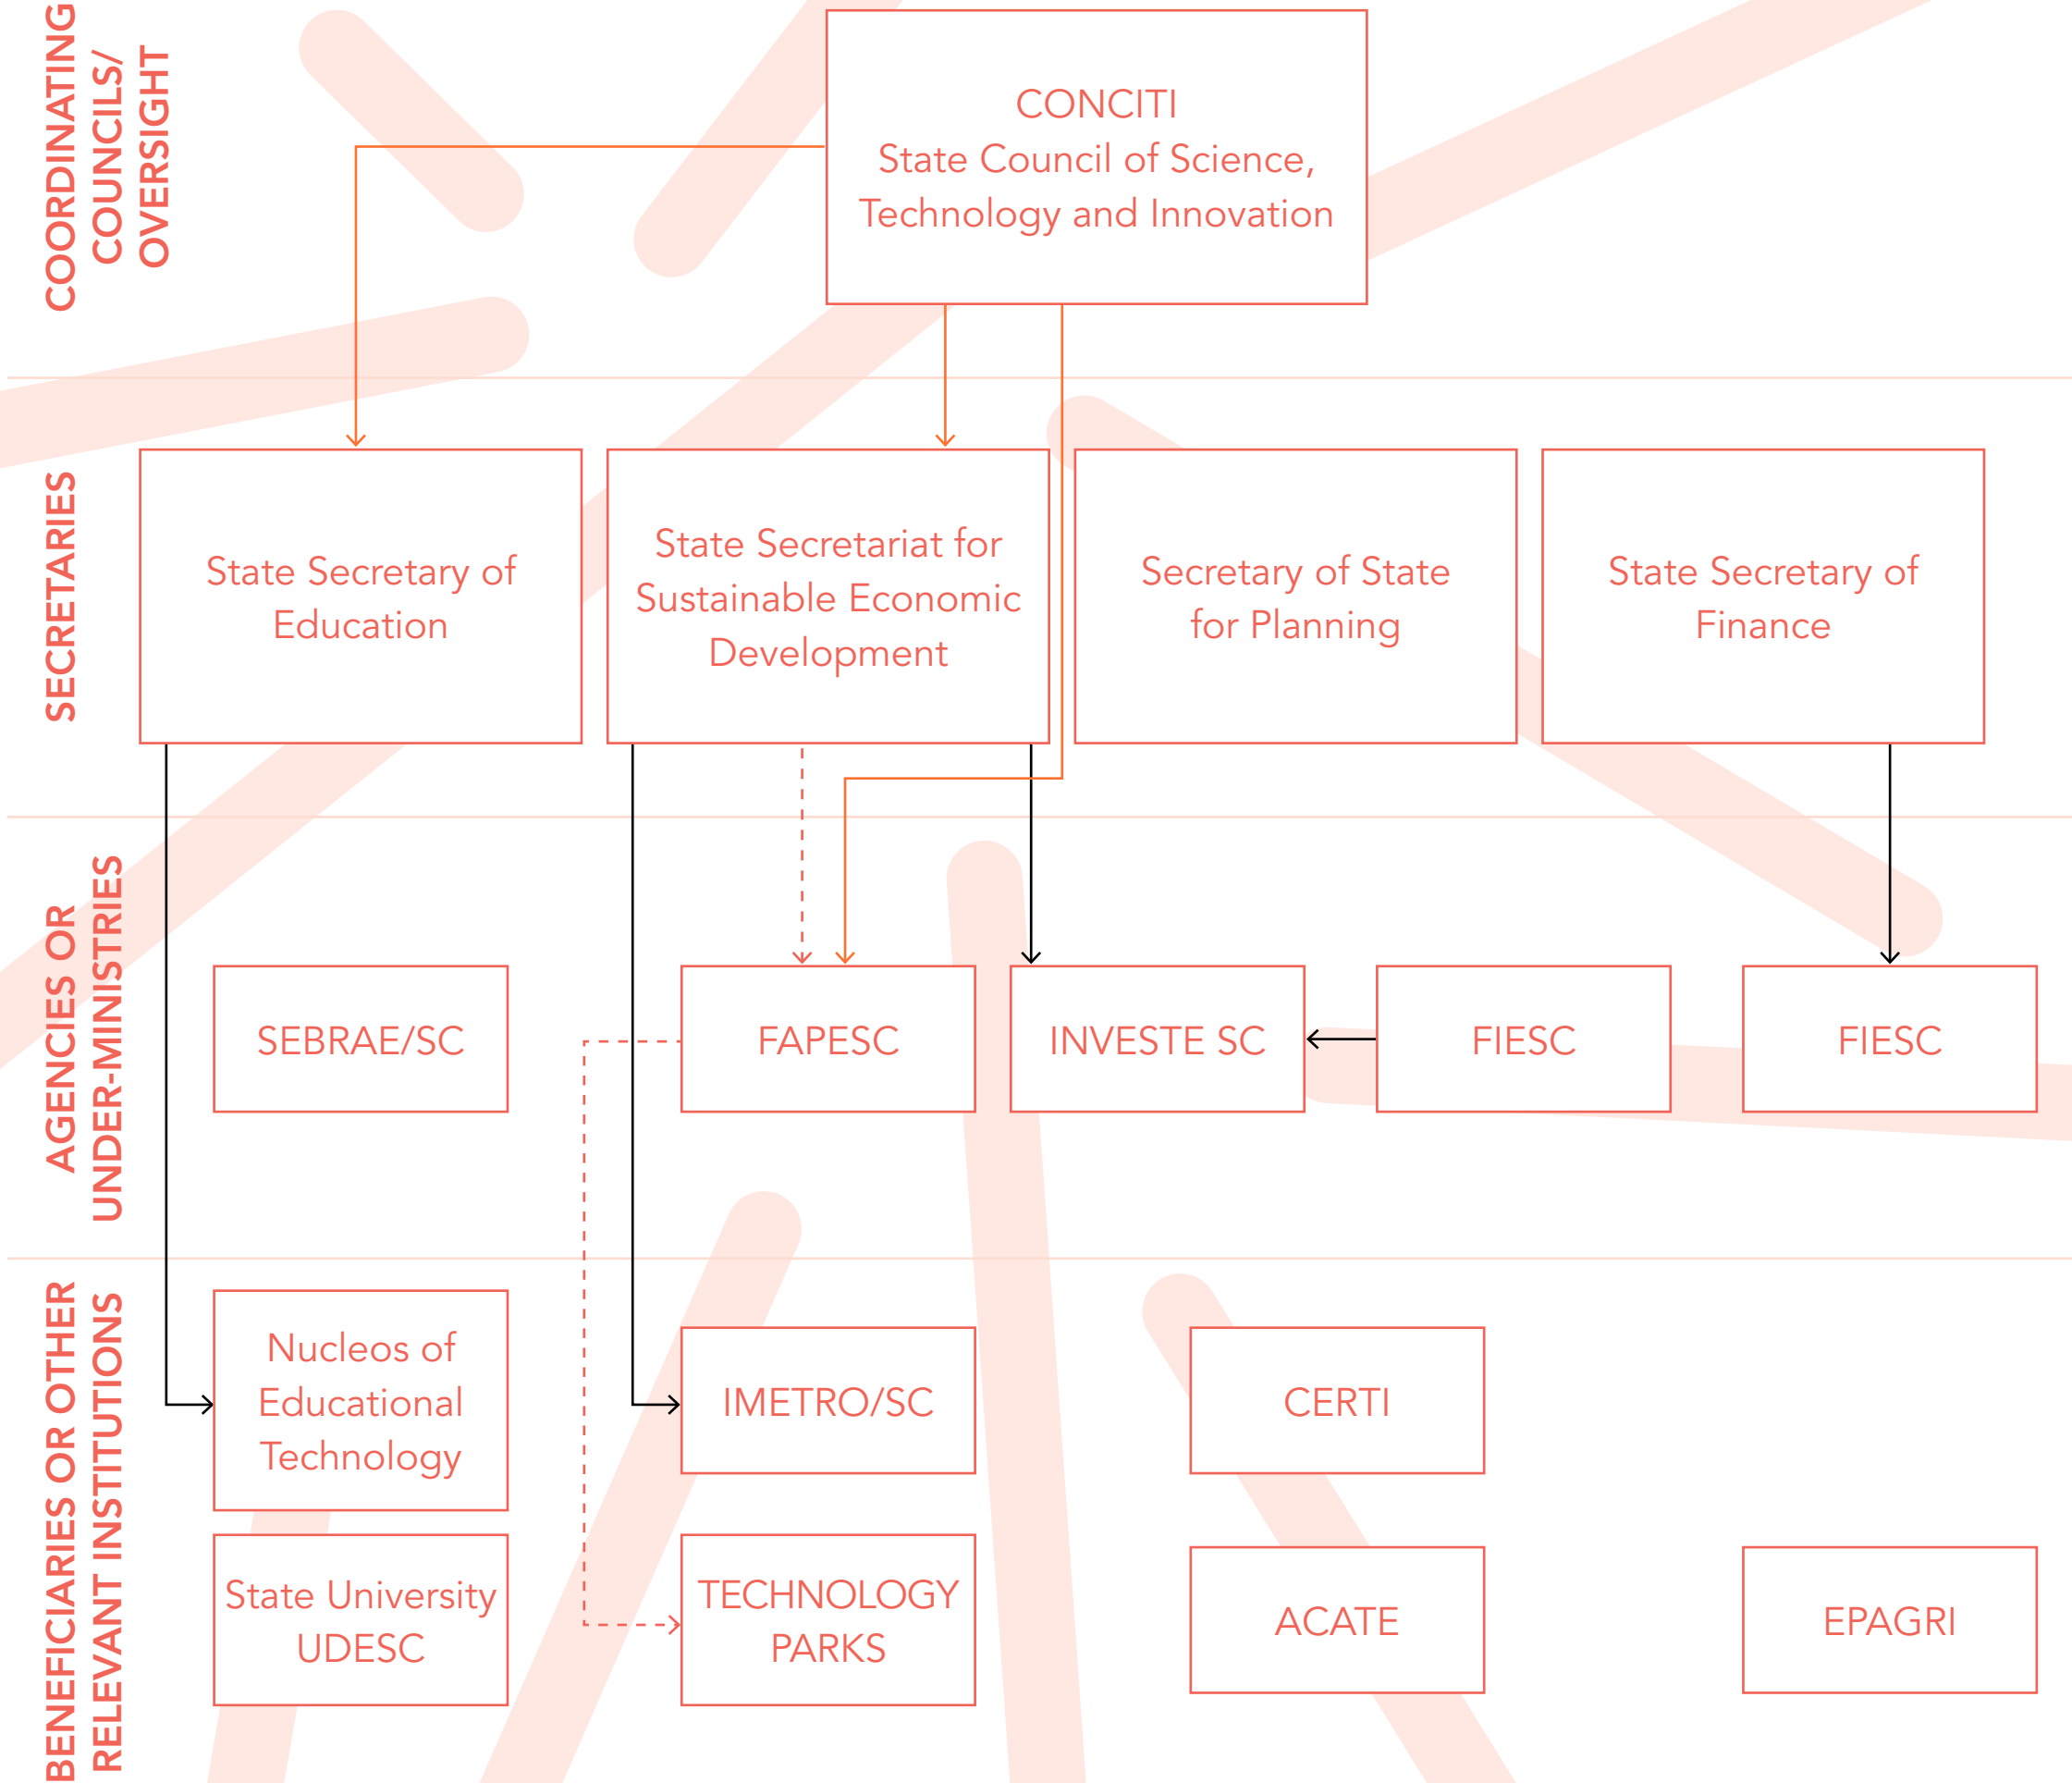 COORDINATING
COUNCILS/
OVERSIGHT
CONCITI
State Council of Science,
Technology and Innovation
SECRETARIES
State Secretary of
Education
State Secretariat for
Sustainable Economic
Development
Secretary of State
for Planning
State Secretary of
Finance
AGENCIES OR
UNDER-MINISTRIES
SEBRAE/SC
FAPESC
INVESTE SC
FIESC
FIESC
BENEFICIARIES OR OTHER
RELEVANT INSTITUTIONS
Nucleos of
Educational
Technology
IMETRO/SC
CERTI
State University
UDESC
TECHNOLOGY
PARKS
ACATE
EPAGRI